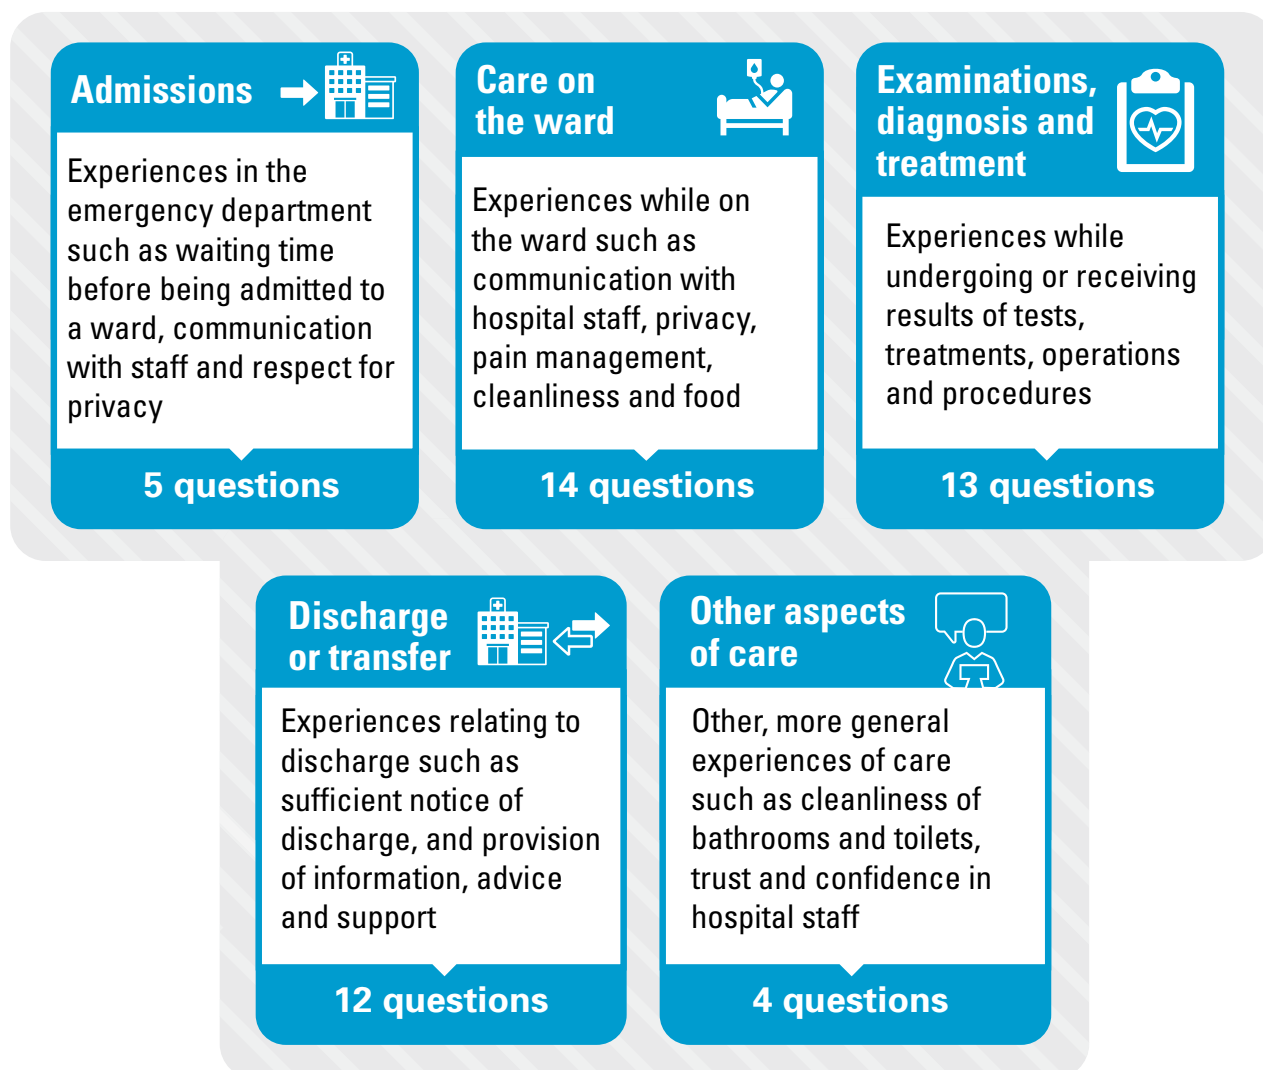 Admissions
Experiences in the
emergency department
such as waiting time
before being admitted to
a ward, communication
with staff and respect for
privacy
5 questions
Care on
the ward
Experiences while on
the ward such as
communication with
hospital staff, privacy,
pain management,
cleanliness and food
14 questions
Examinations,
diagnosis and
treatment
Experiences while
undergoing or receiving
results of tests,
treatments, operations
and procedures
13 questions
Discharge
or transfer
Experiences relating to
discharge such as
sufficient notice of
discharge, and provision
of information, advice
and support
12 questions
Other aspects
of care
Other, more general
experiences of care
such as cleanliness of
bathrooms and toilets,
trust and confidence in
hospital staff
4 questions